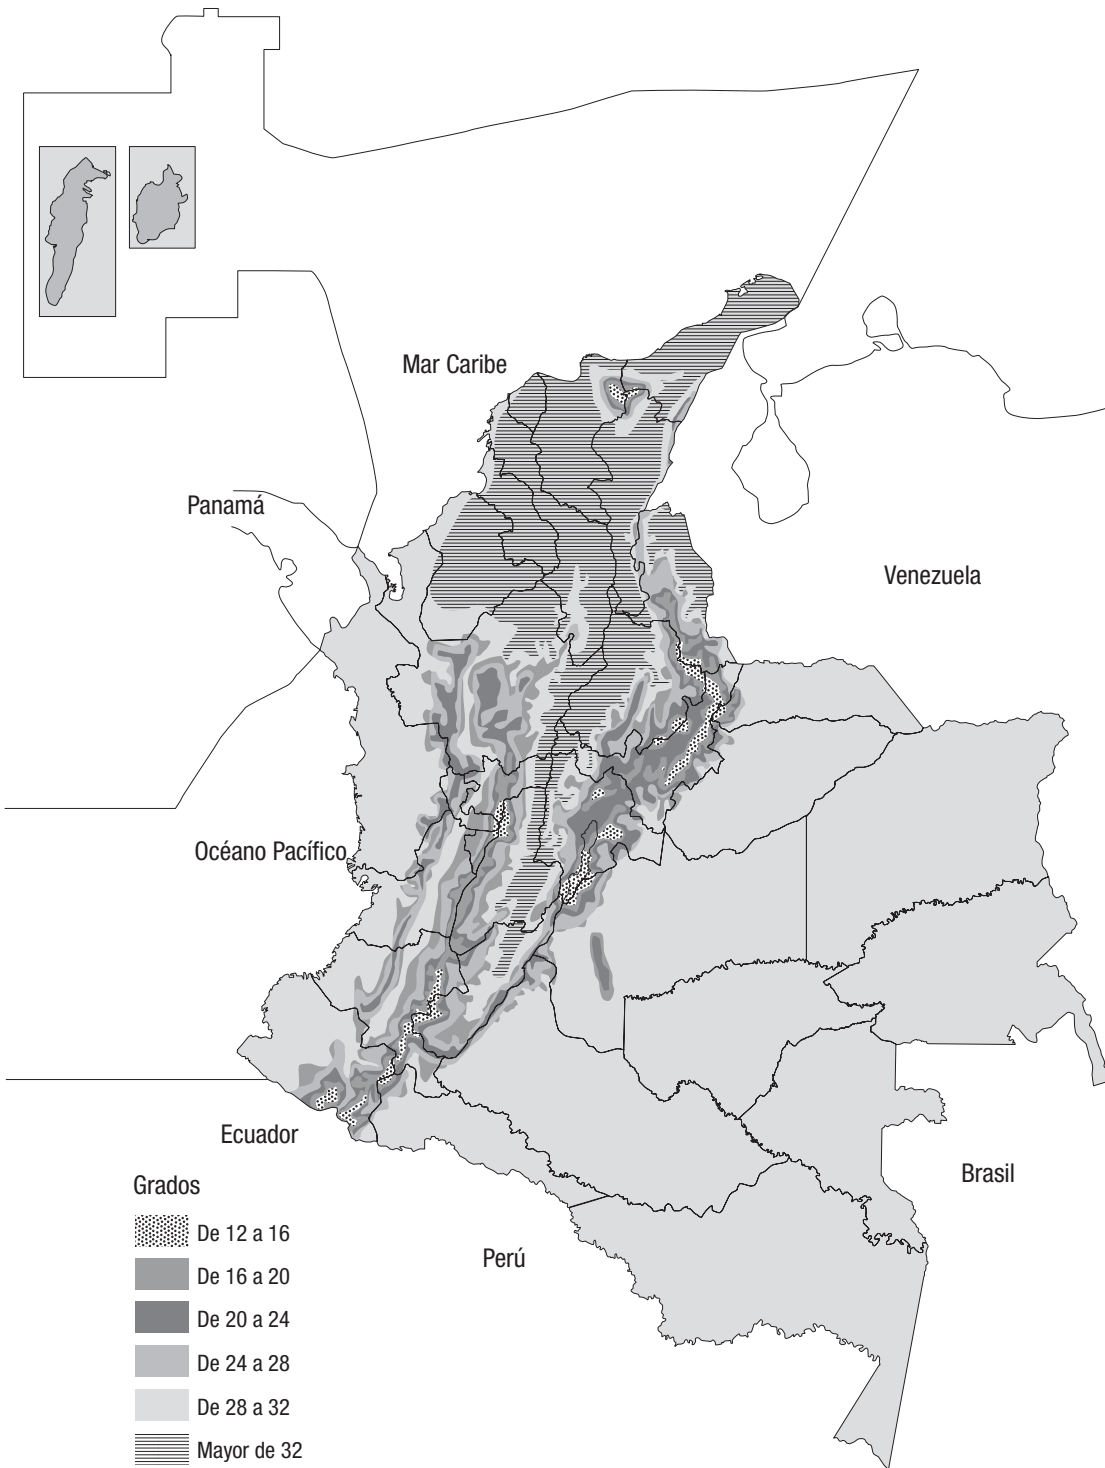 Mar Caribe
Panamá
Venezuela
Océano Pacífico
Ecuador
Brasil
Perú
Grados
De 12 a 16
De 16 a 20
De 20 a 24
De 24 a 28
De 28 a 32
Mayor de 32